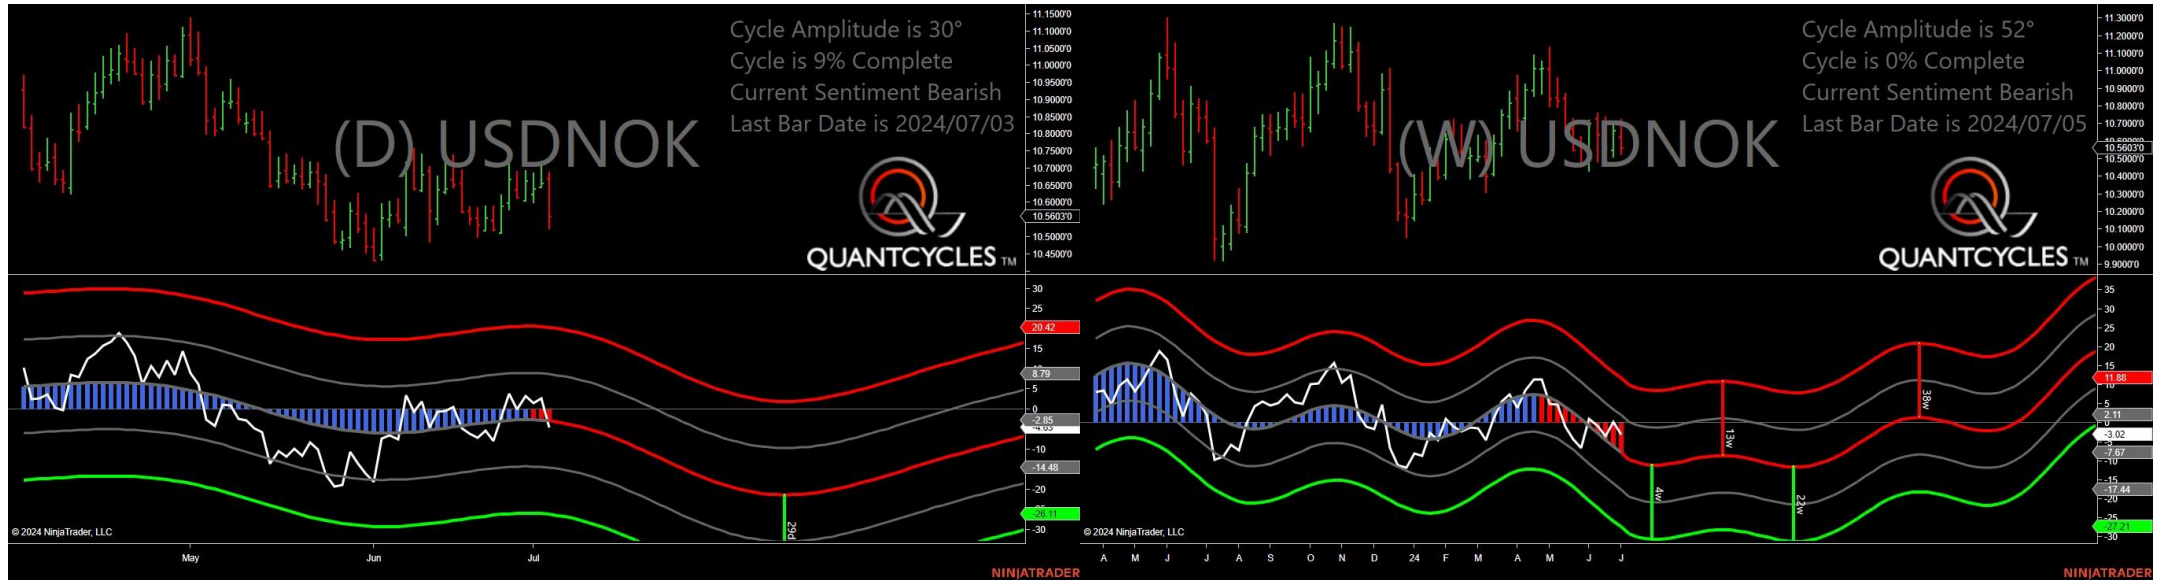 Cycle Amplitude is 30°
Cycle is 9% Complete
Current Sentiment Bearish
Last Bar Date is 2024/07/03
(D) USDNOK
QUANTCYCLES TM
11.1500'0
11.1000'0
11.0500'0
11.0000'0
10.9500'0
10.9000'0
10.8500'0
10.8000'0
10.7500'0
10.7000'0
10.6500'0
10.6000'0
10.5603'0
10.5000'0
10.4500'0
30
25
20.42
15
8.79
5
0
-2.85
-4.63
-10
-14.48
-20
-26.11
-30
29d
© 2024 NinjaTrader, LLC
May
Jun
Jul
NINJATRADER
Cycle Amplitude is 52°
Cycle is 0% Complete
Current Sentiment Bearish
Last Bar Date is 2024/07/05
(W) USDNOK
QUANTCYCLES TM
11.3000'0
11.2000'0
11.1000'0
11.0000'0
10.9000'0
10.8000'0
10.7000'0
10.5603'0
10.5000'0
10.4000'0
10.3000'0
10.2000'0
10.1000'0
10.0000'0
9.9000'0
35
30
25
20
15
11.88
5
2.11
-3.02
-7.67
-10
-15
-17.44
-20
-25
-27.21
-30
4w
13w
22w
38w
© 2024 NinjaTrader, LLC
A
M
J
J
A
S
O
N
D
24
F
M
A
M
J
J
NINJATRADER